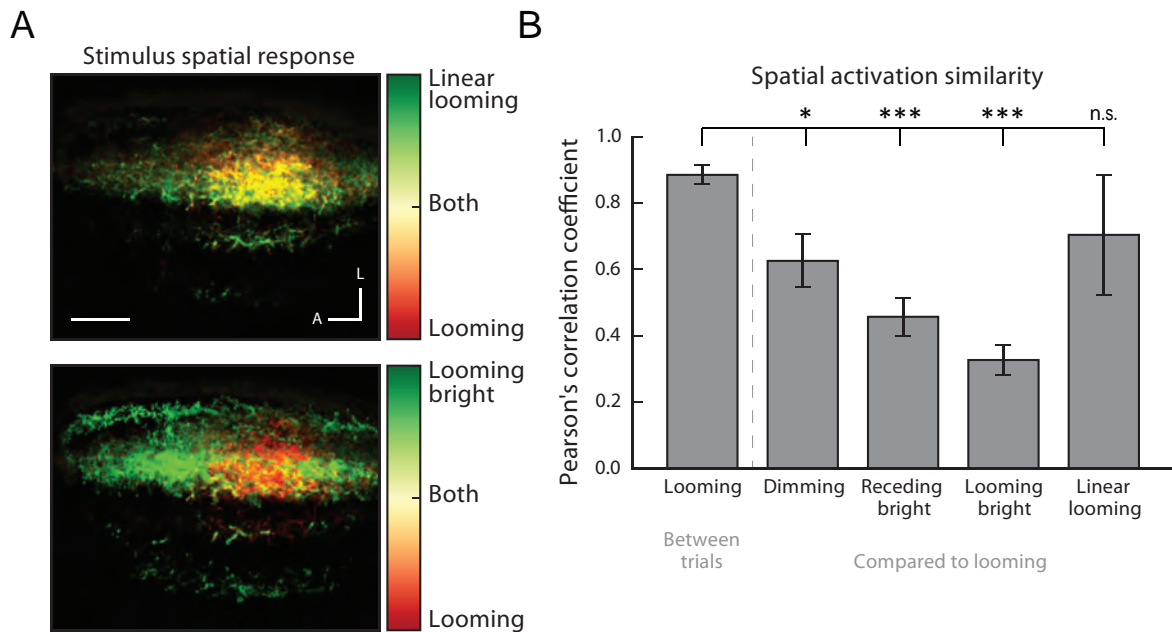 A
Stimulus spatial response
Linear
looming
Both
Looming
L
A
Looming
bright
Both
Looming
B
Spatial activation similarity
* *** *** n.s.
Pearson's correlation coefficient
1.0
0.8
0.6
0.4
0.2
0.0
Looming Dimming Receding bright Looming bright Linear looming
Between
trials
Compared to looming